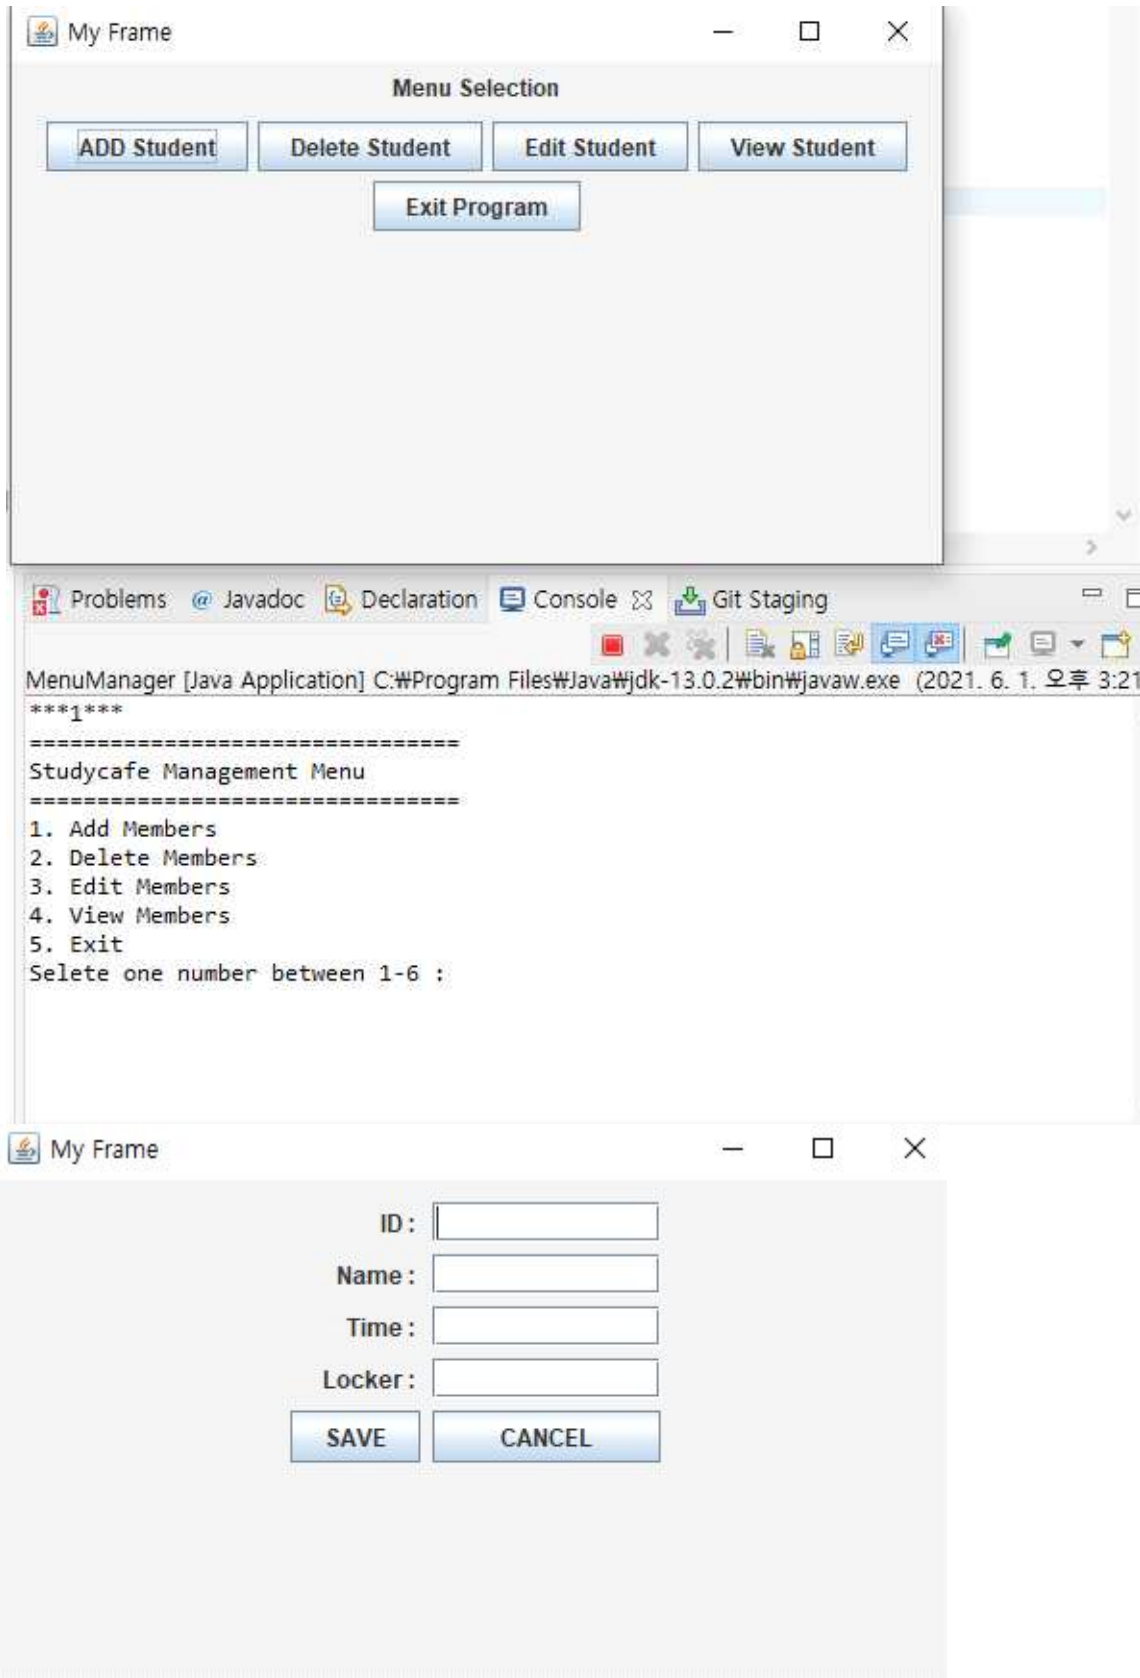 My Frame
Menu Selection
ADD Student Delete Student Edit Student View Student
Exit Program
Problems @ Javadoc Declaration Console Git Staging
MenuManager [Java Application] C:₩Program Files₩Java₩jdk-13.0.2₩bin₩javaw.exe (2021. 6. 1. 오후 3:21
***1***
================================
Studycafe Management Menu
================================
1. Add Members
2. Delete Members
3. Edit Members
4. View Members
5. Exit
Selete one number between 1-6 :
My Frame
ID :
Name :
Time :
Locker :
SAVE CANCEL